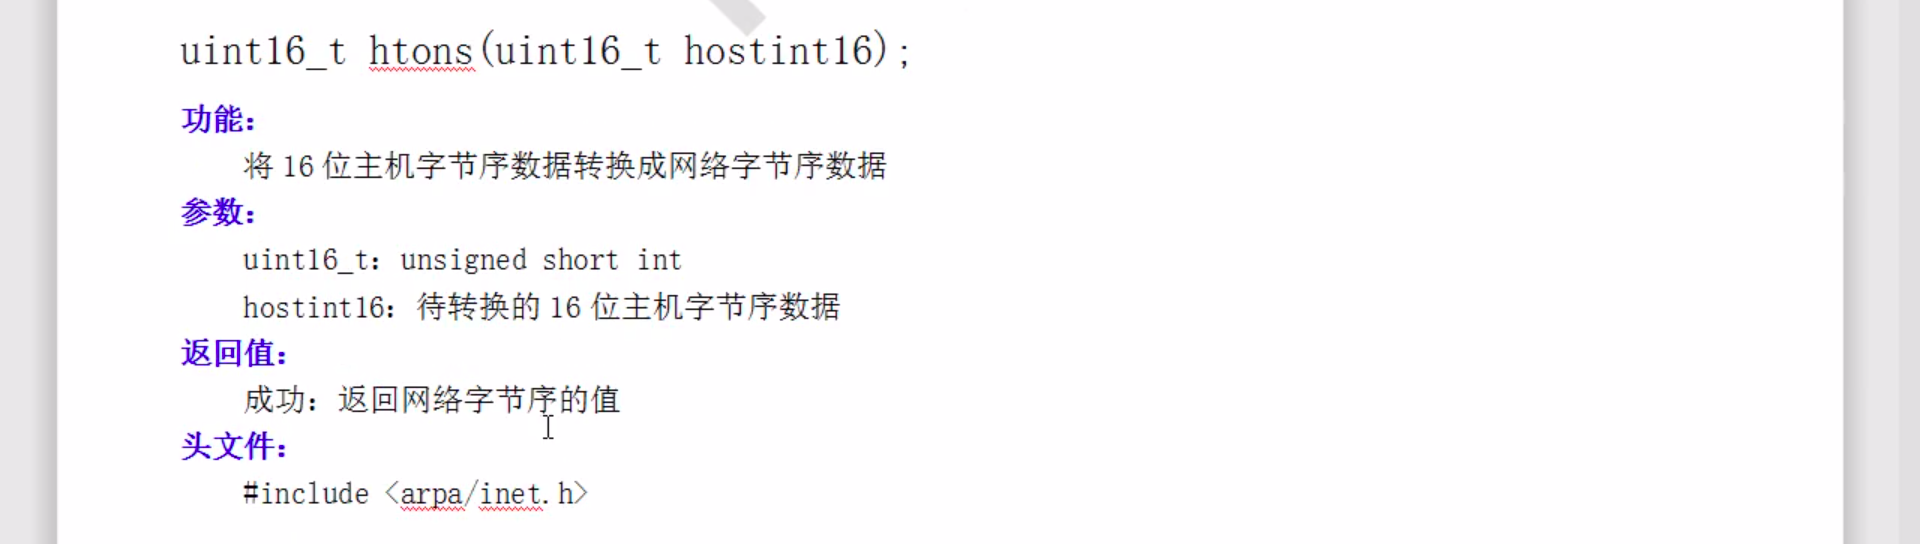 uint16_t htons(uint16_t hostint16);
功能：
将 16 位主机字节序数据转换成网络字节序数据
参数：
uint16_t：unsigned short int
hostint16：待转换的 16 位主机字节序数据
返回值：
成功：返回网络字节序的值
头文件：
#include <arpa/inet.h>